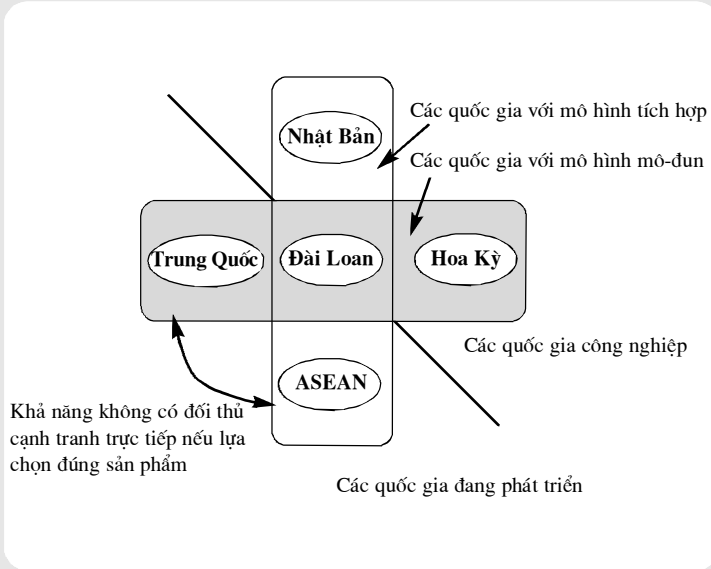 Các quốc gia với mô hình tích hợp
Nhật Bản
Các quốc gia với mô hình mô-đun
Trung Quốc
Đài Loan
Hoa Kỳ
Các quốc gia công nghiệp
ASEAN
Khả năng không có đối thủ
cạnh tranh trực tiếp nếu lựa
chọn đúng sản phẩm
Các quốc gia đang phát triển